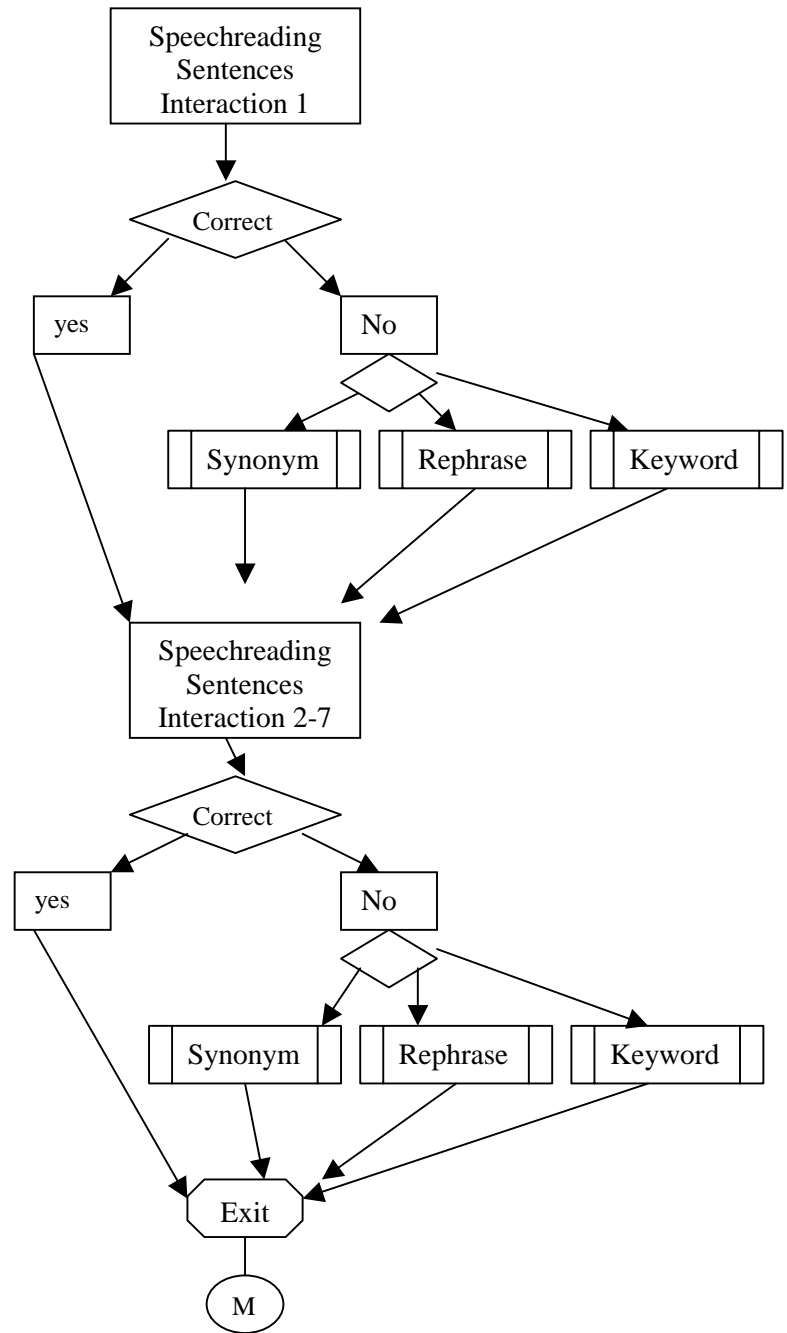 Speechreading
Sentences
Interaction 1
Correct
yes
No
Synonym
Rephrase
Keyword
Speechreading
Sentences
Interaction 2-7
Correct
yes
No
Synonym
Rephrase
Keyword
Exit
M